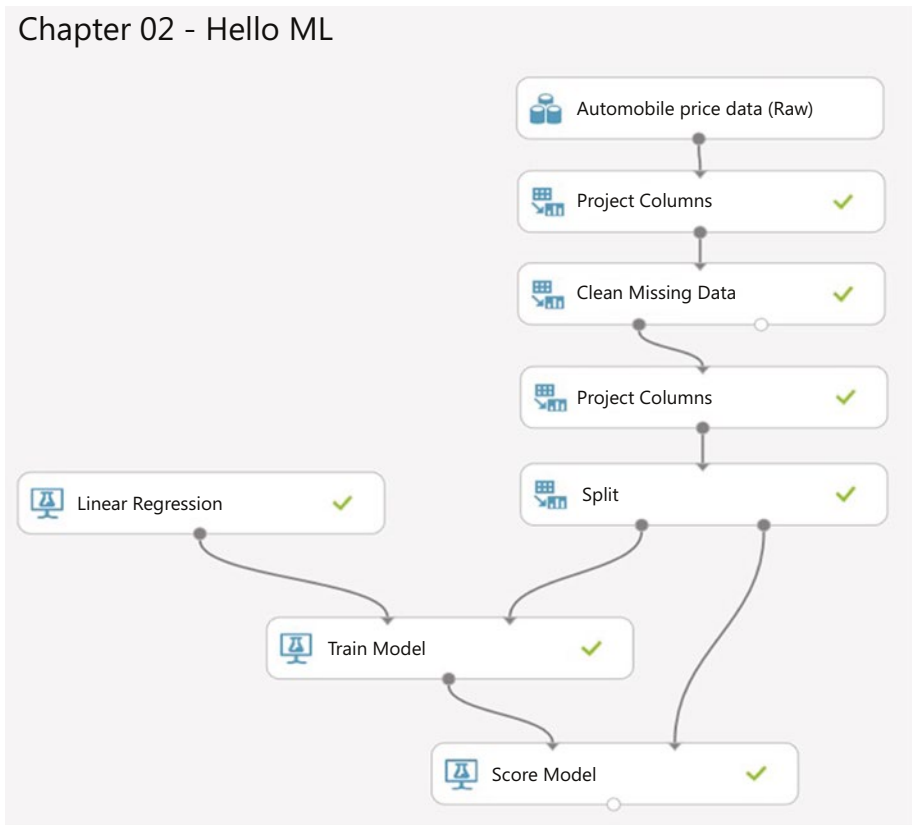 Chapter 02 - Hello ML
Automobile price data (Raw)
Project Columns
Clean Missing Data
Project Columns
Split
Linear Regression
Train Model
Score Model